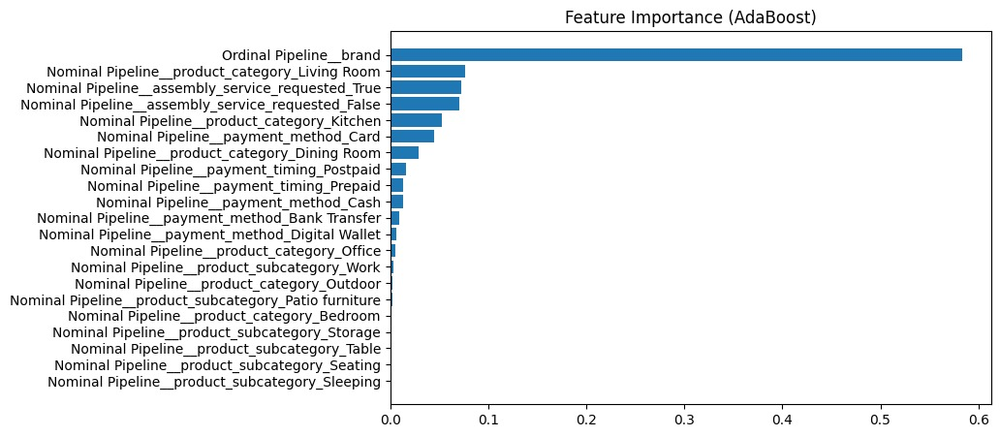 Feature Importance (AdaBoost)
Ordinal Pipeline__brand
Nominal Pipeline__product_category_Living Room
Nominal Pipeline__assembly_service_requested_True
Nominal Pipeline__assembly_service_requested_False
Nominal Pipeline__product_category_Kitchen
Nominal Pipeline__payment_method_Card
Nominal Pipeline__product_category_Dining Room
Nominal Pipeline__payment_timing_Postpaid
Nominal Pipeline__payment_timing_Prepaid
Nominal Pipeline__payment_method_Cash
Nominal Pipeline__payment_method_Bank Transfer
Nominal Pipeline__payment_method_Digital Wallet
Nominal Pipeline__product_category_Office
Nominal Pipeline__product_subcategory_Work
Nominal Pipeline__product_category_Outdoor
Nominal Pipeline__product_subcategory_Patio furniture
Nominal Pipeline__product_category_Bedroom
Nominal Pipeline__product_subcategory_Storage
Nominal Pipeline__product_subcategory_Table
Nominal Pipeline__product_subcategory_Seating
Nominal Pipeline__product_subcategory_Sleeping
0.0 0.1 0.2 0.3 0.4 0.5 0.6